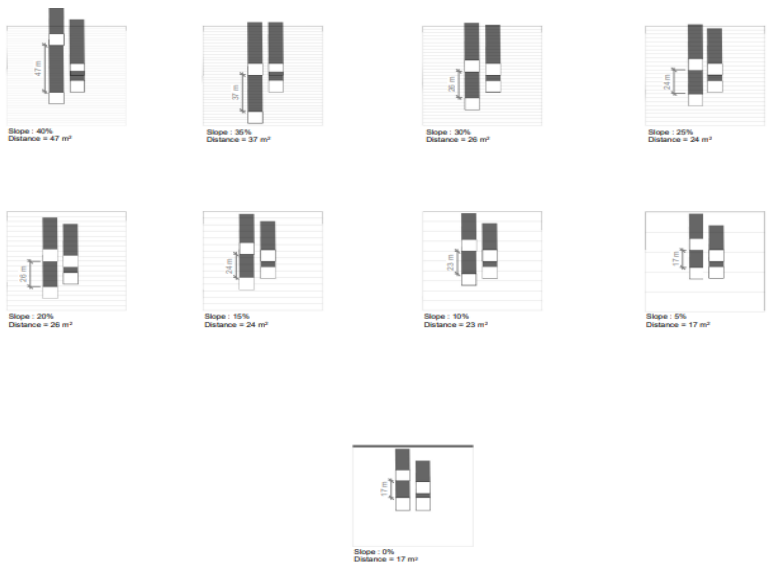 47 m
Slope : 40%
Distance = 47 m²
37 m
Slope : 35%
Distance = 37 m²
26 m
Slope : 30%
Distance = 26 m²
24 m
Slope : 25%
Distance = 24 m²
26 m
Slope : 20%
Distance = 26 m²
24 m
Slope : 15%
Distance = 24 m²
23 m
Slope : 10%
Distance = 23 m²
17 m
Slope : 5%
Distance = 17 m²
17 m
Slope : 0%
Distance = 17 m²